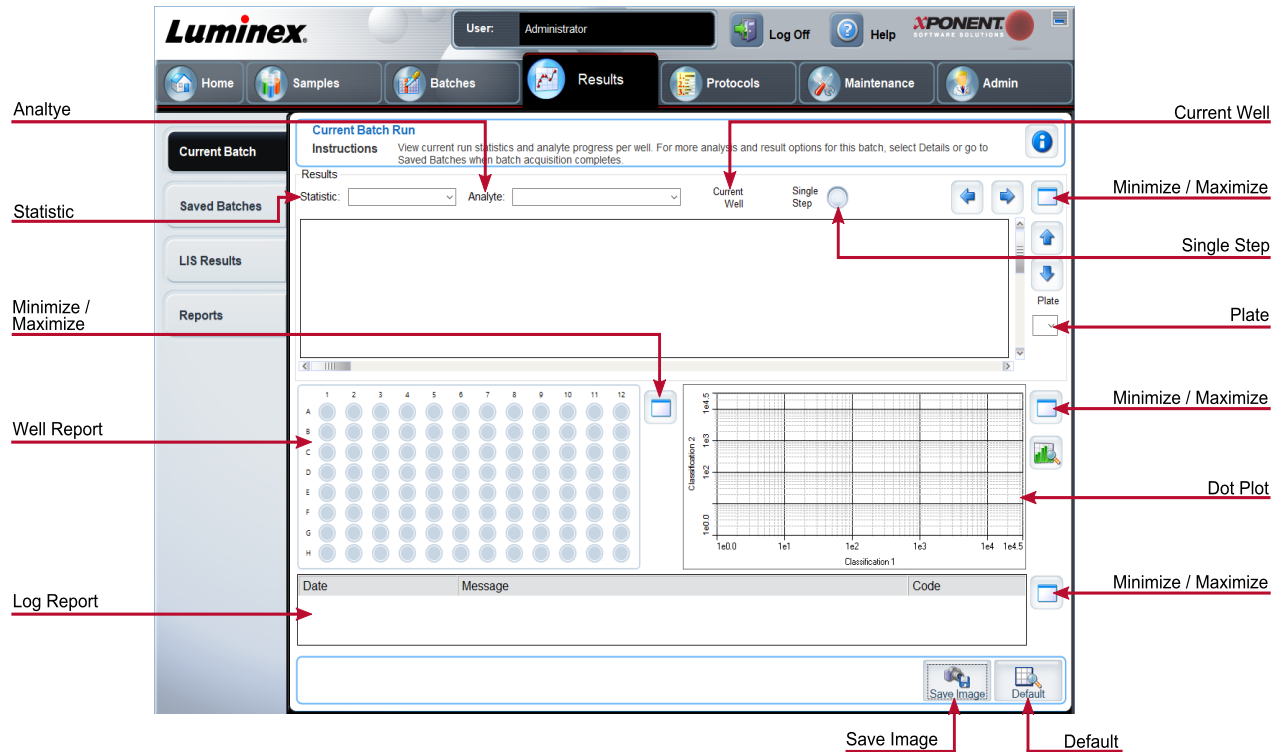 Luminex.
User:
Administrator
Log Off
Help
XPONENT.
SOFTWARE SOLUTIONS
Home
Samples
Batches
Results
Protocols
Maintenance
Admin
Analtye
Current Well
Current Batch
Current Batch Run
Instructions
View current run statistics and analyte progress per well. For more analysis and result options for this batch, select Details or go to
Saved Batches when batch acquisition completes.
Saved Batches
LIS Results
Reports
Results
Statistic:
Analyte:
Current
Well
Single
Step
Statistic
Minimize / Maximize
Single Step
Plate
Plate
Minimize /
Maximize
1 2 3 4 5 6 7 8 9 10 11 12
A
B
C
D
E
F
G
H
Well Report
Minimize / Maximize
Dot Plot
Classification 2
1e4.5
1e3
1e2
1e0.0
1e0.0 1e1 1e2 1e3 1e4 1e4.5
Classification 1
Date Message Code
Log Report
Minimize / Maximize
Save Image
Default
Save Image
Default